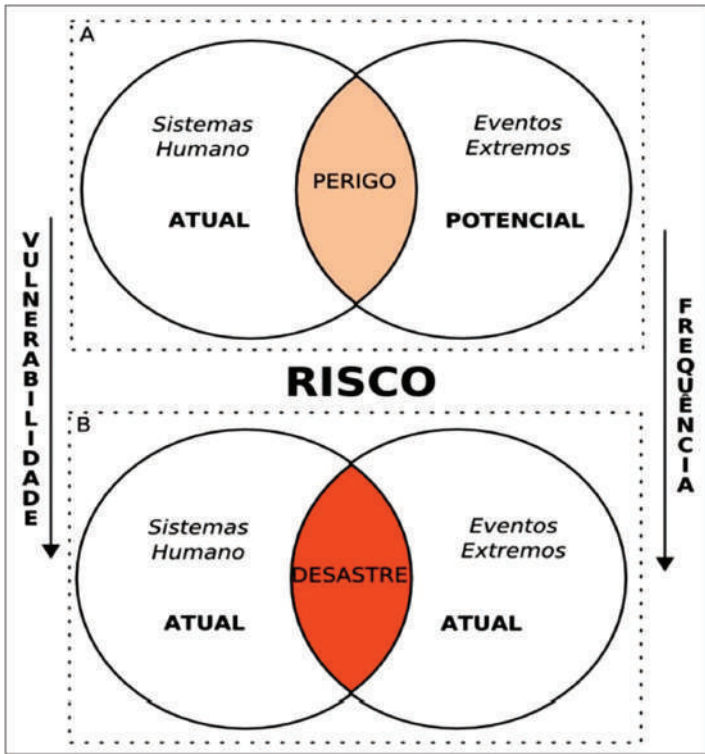 A
Sistemas
Humano
ATUAL
PERIGO
Eventos
Extremos
POTENCIAL
VULNERABILIDADE
RISCO
FREQUÊNCIA
B
Sistemas
Humano
ATUAL
DESASTRE
Eventos
Extremos
ATUAL